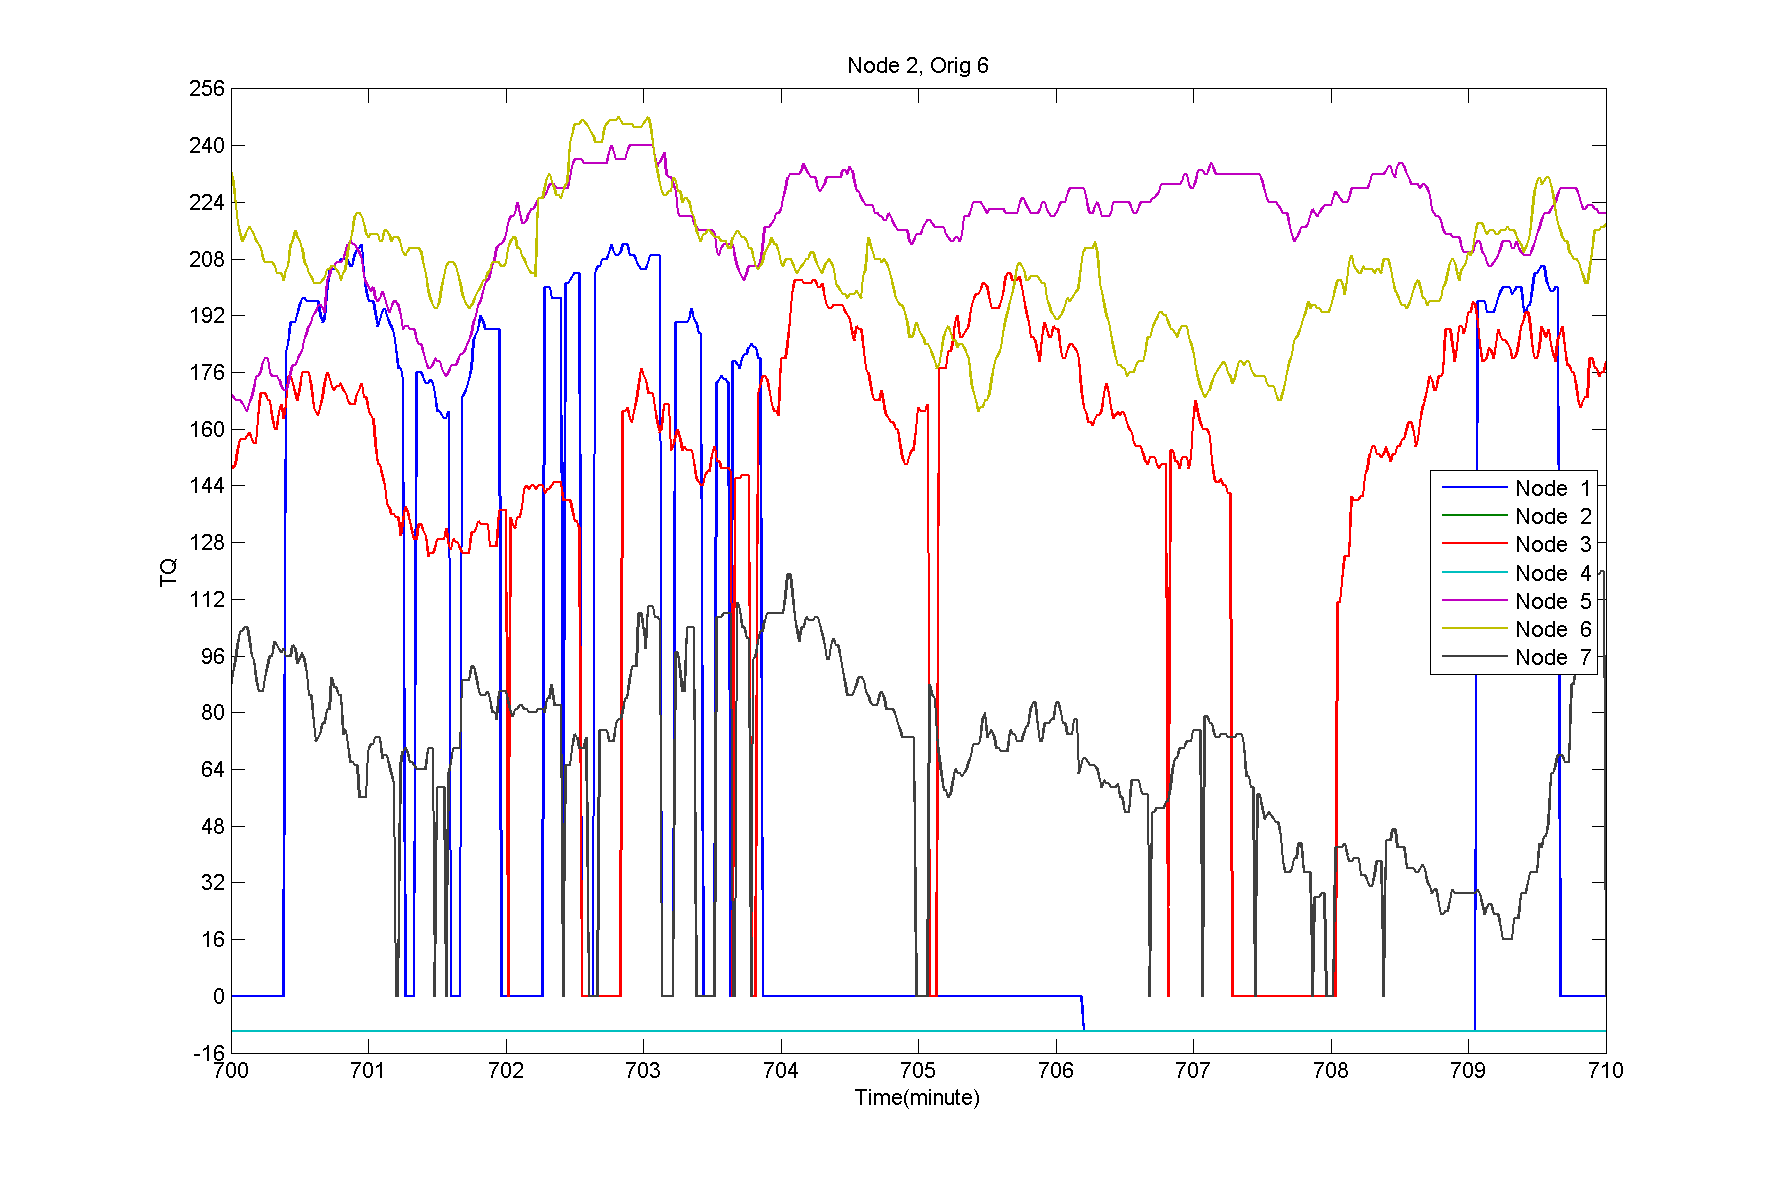 Node 2, Orig 6
256
240
224
208
192
176
160
144
128
112
96
80
64
48
32
16
0
-16
TQ
700 701 702 703 704 705 706 707 708 709 710
Time(minute)
Node 1
Node 2
Node 3
Node 4
Node 5
Node 6
Node 7